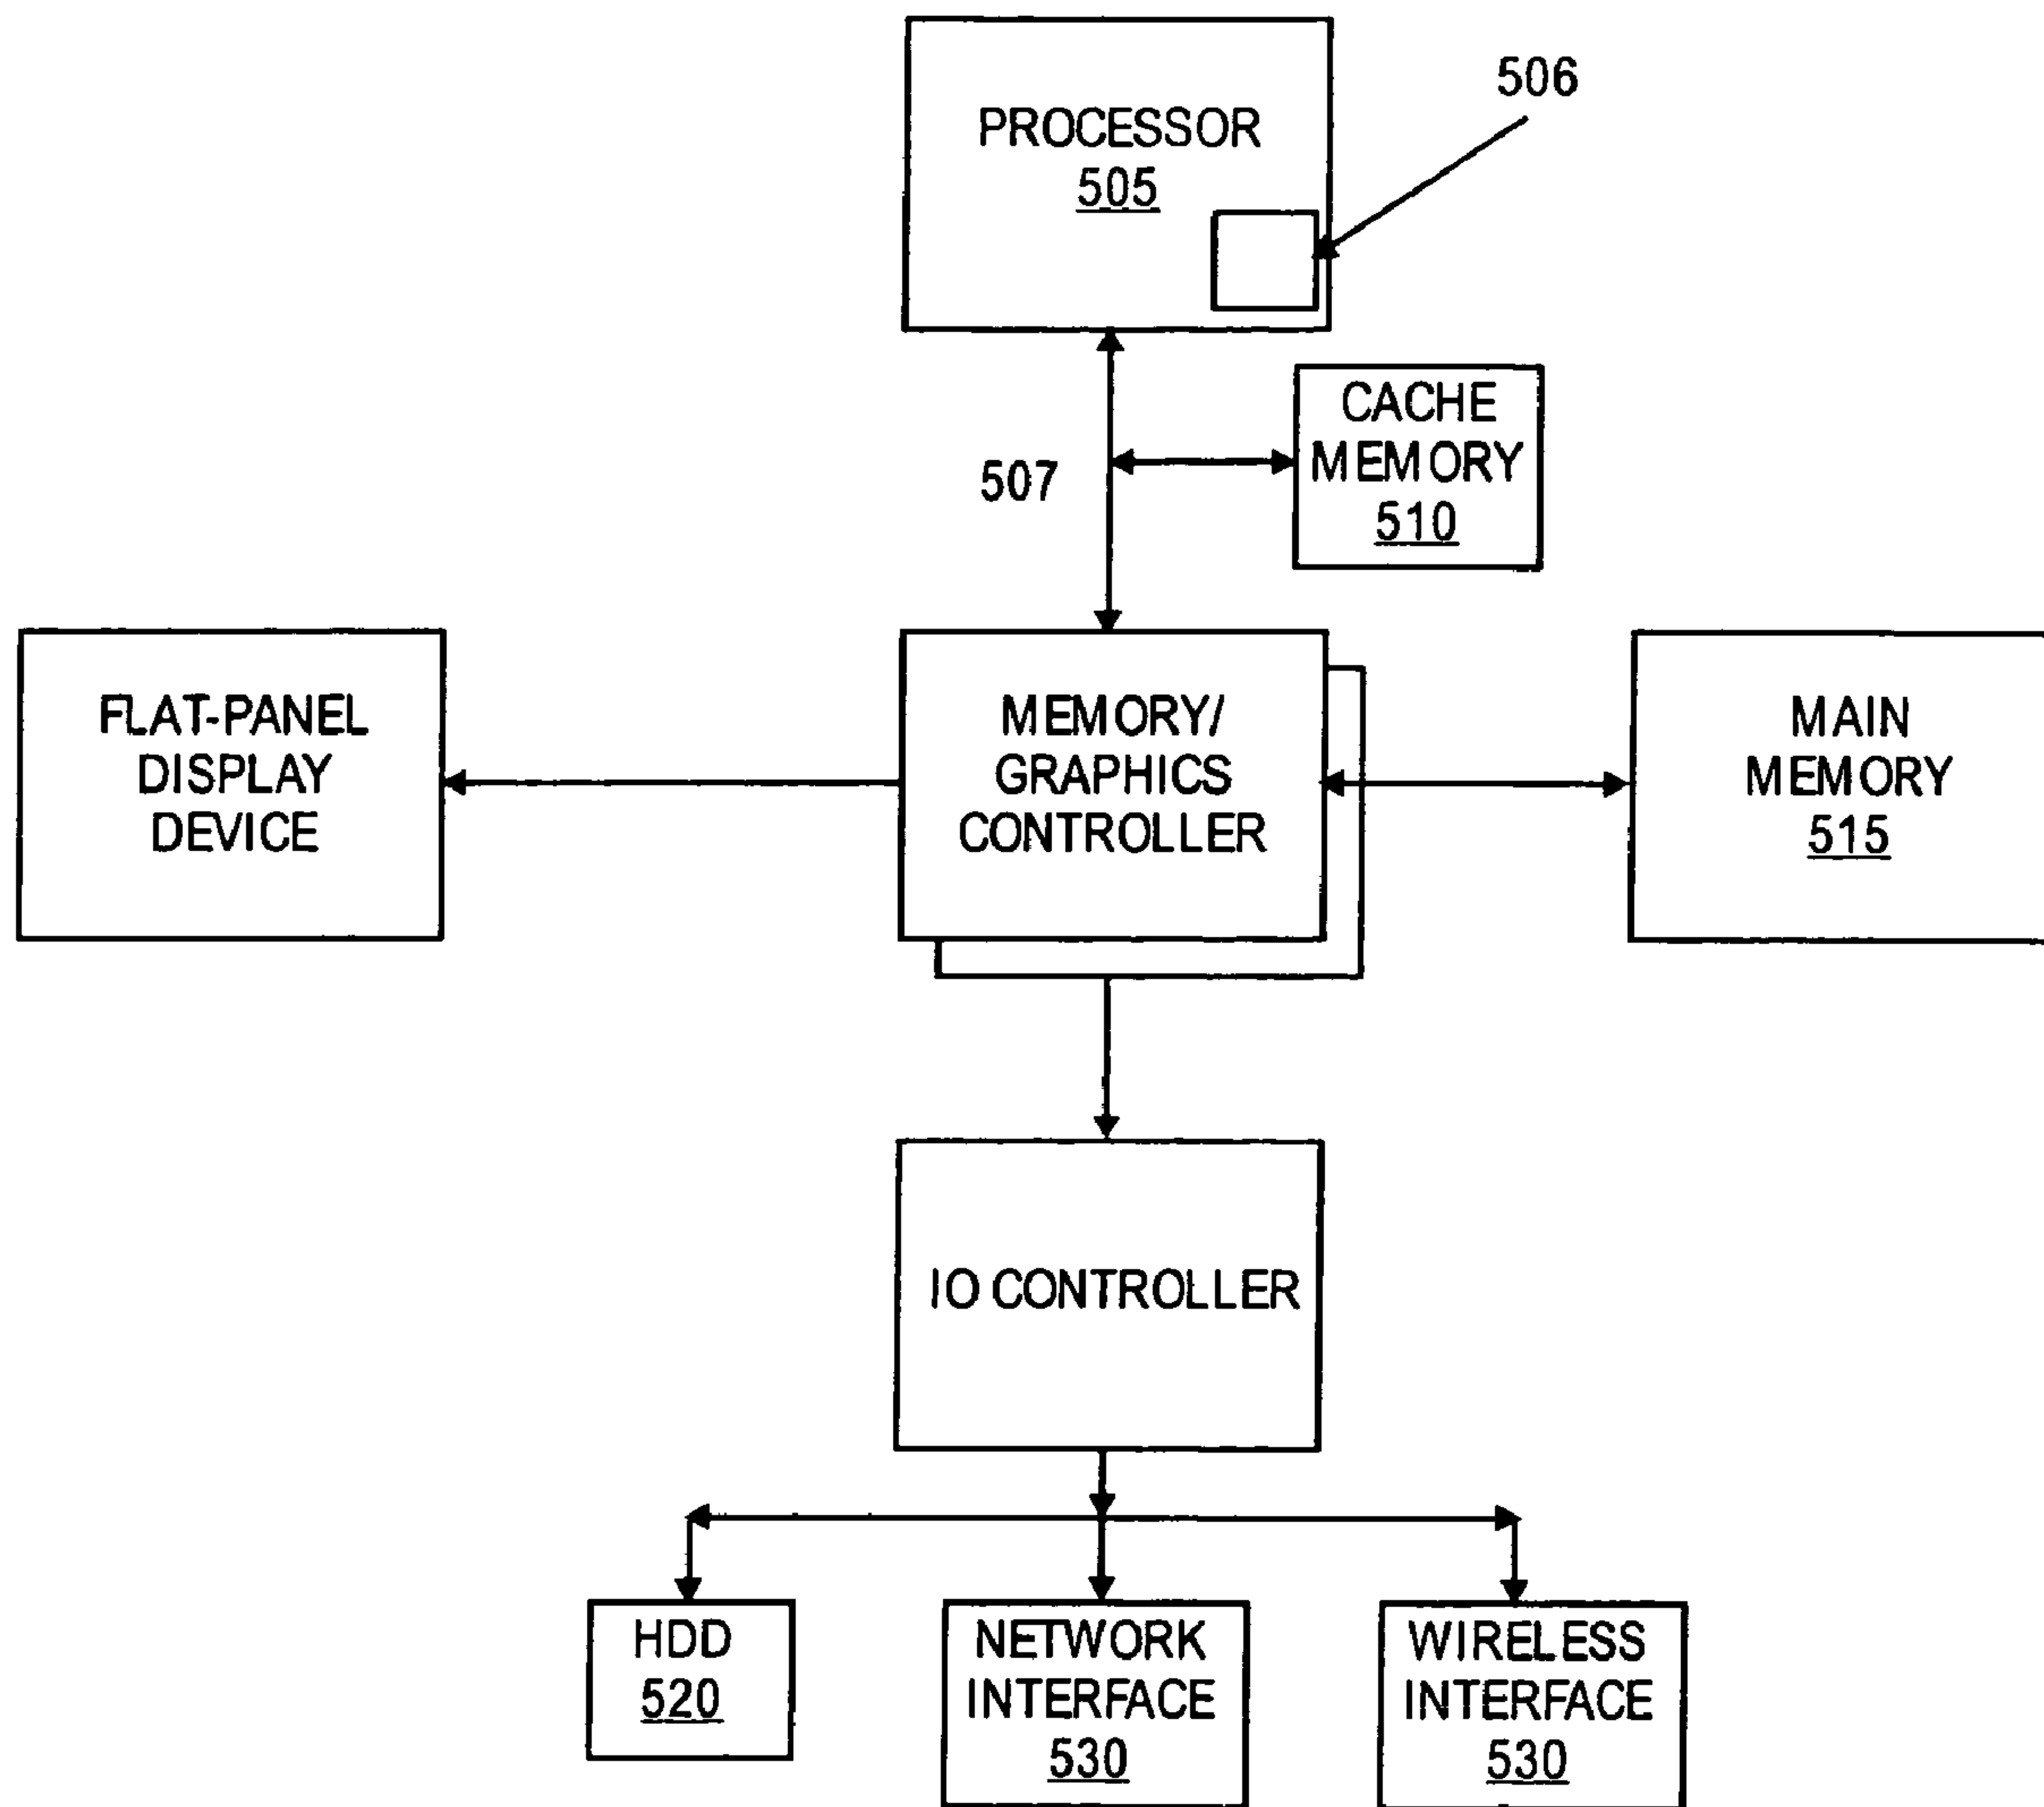 PROCESSOR
505
506
CACHE
MEMORY
510
507
FLAT-PANEL
DISPLAY
DEVICE
MEMORY/
GRAPHICS
CONTROLLER
MAIN
MEMORY
515
IO CONTROLLER
HDD
520
NETWORK
INTERFACE
530
WIRELESS
INTERFACE
530